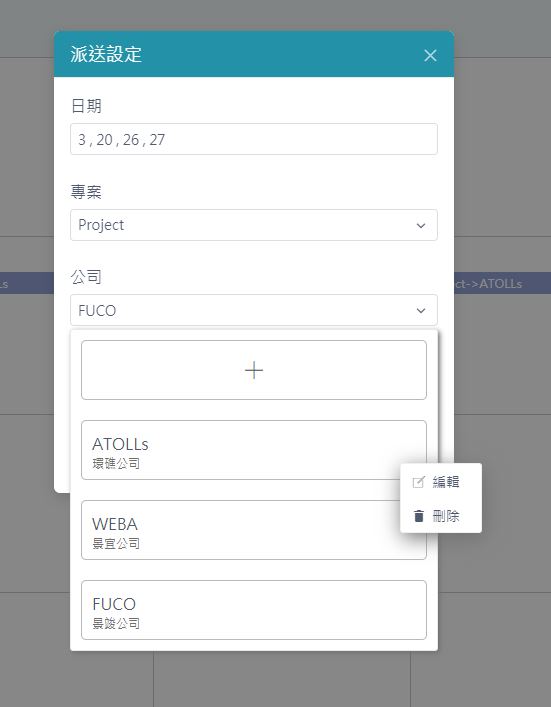 派送設定
日期
3 , 20 , 26 , 27
專案
Project
公司
Ls
ct->ATOLLs
FUCO
ATOLLs
環礁公司
編輯
刪除
WEBA
景宜公司
FUCO
景竣公司